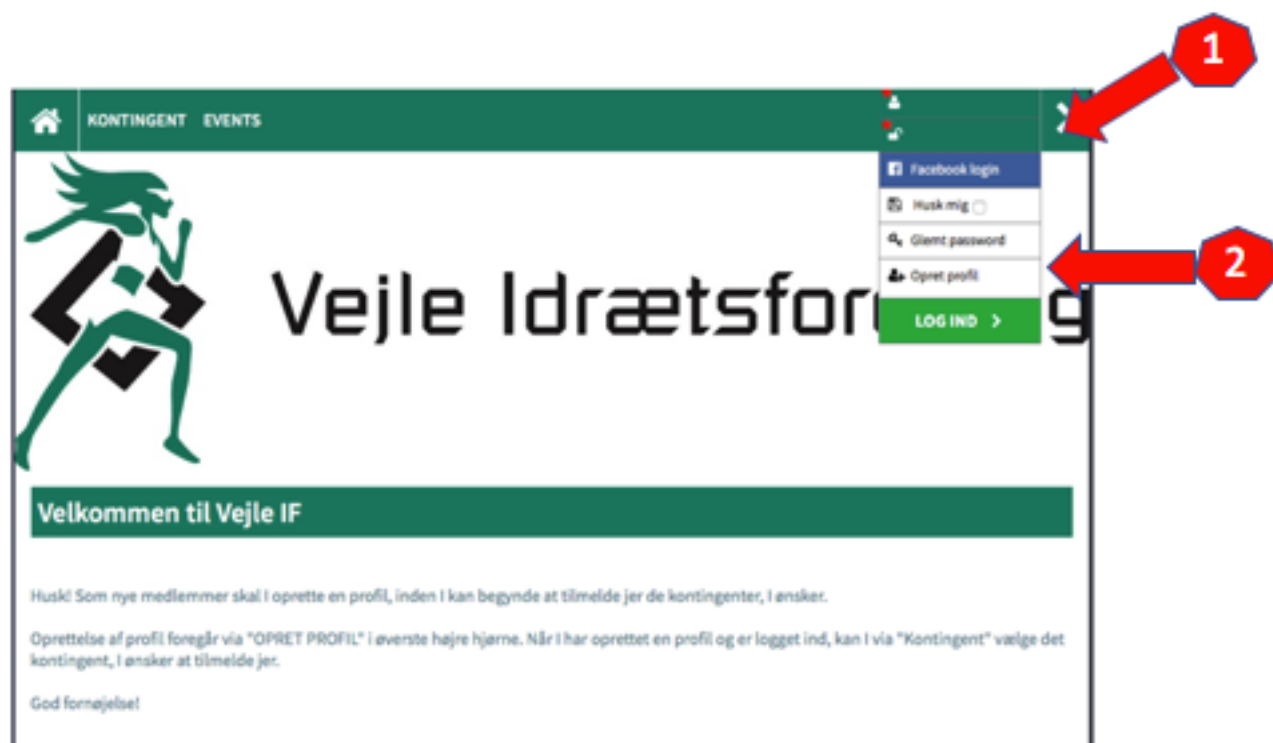 1
KONTINGENT EVENTS
Facebook login
Husk mig
Glemt password
Opret profil
2
LOG IND
Vejle Idrætsfor g
Velkommen til Vejle IF
Husk! Som nye medlemmer skal I oprette en profil, inden I kan begynde at tilmelde jer de kontingenter, I ønsker.
Oprettelse af profil foregår via "OPRET PROFIL" i øverste højre hjørne. Når I har oprettet en profil og er logget ind, kan I via "Kontingent" vælge det
kontingent, I ønsker at tilmelde jer.
God fornøjelse!